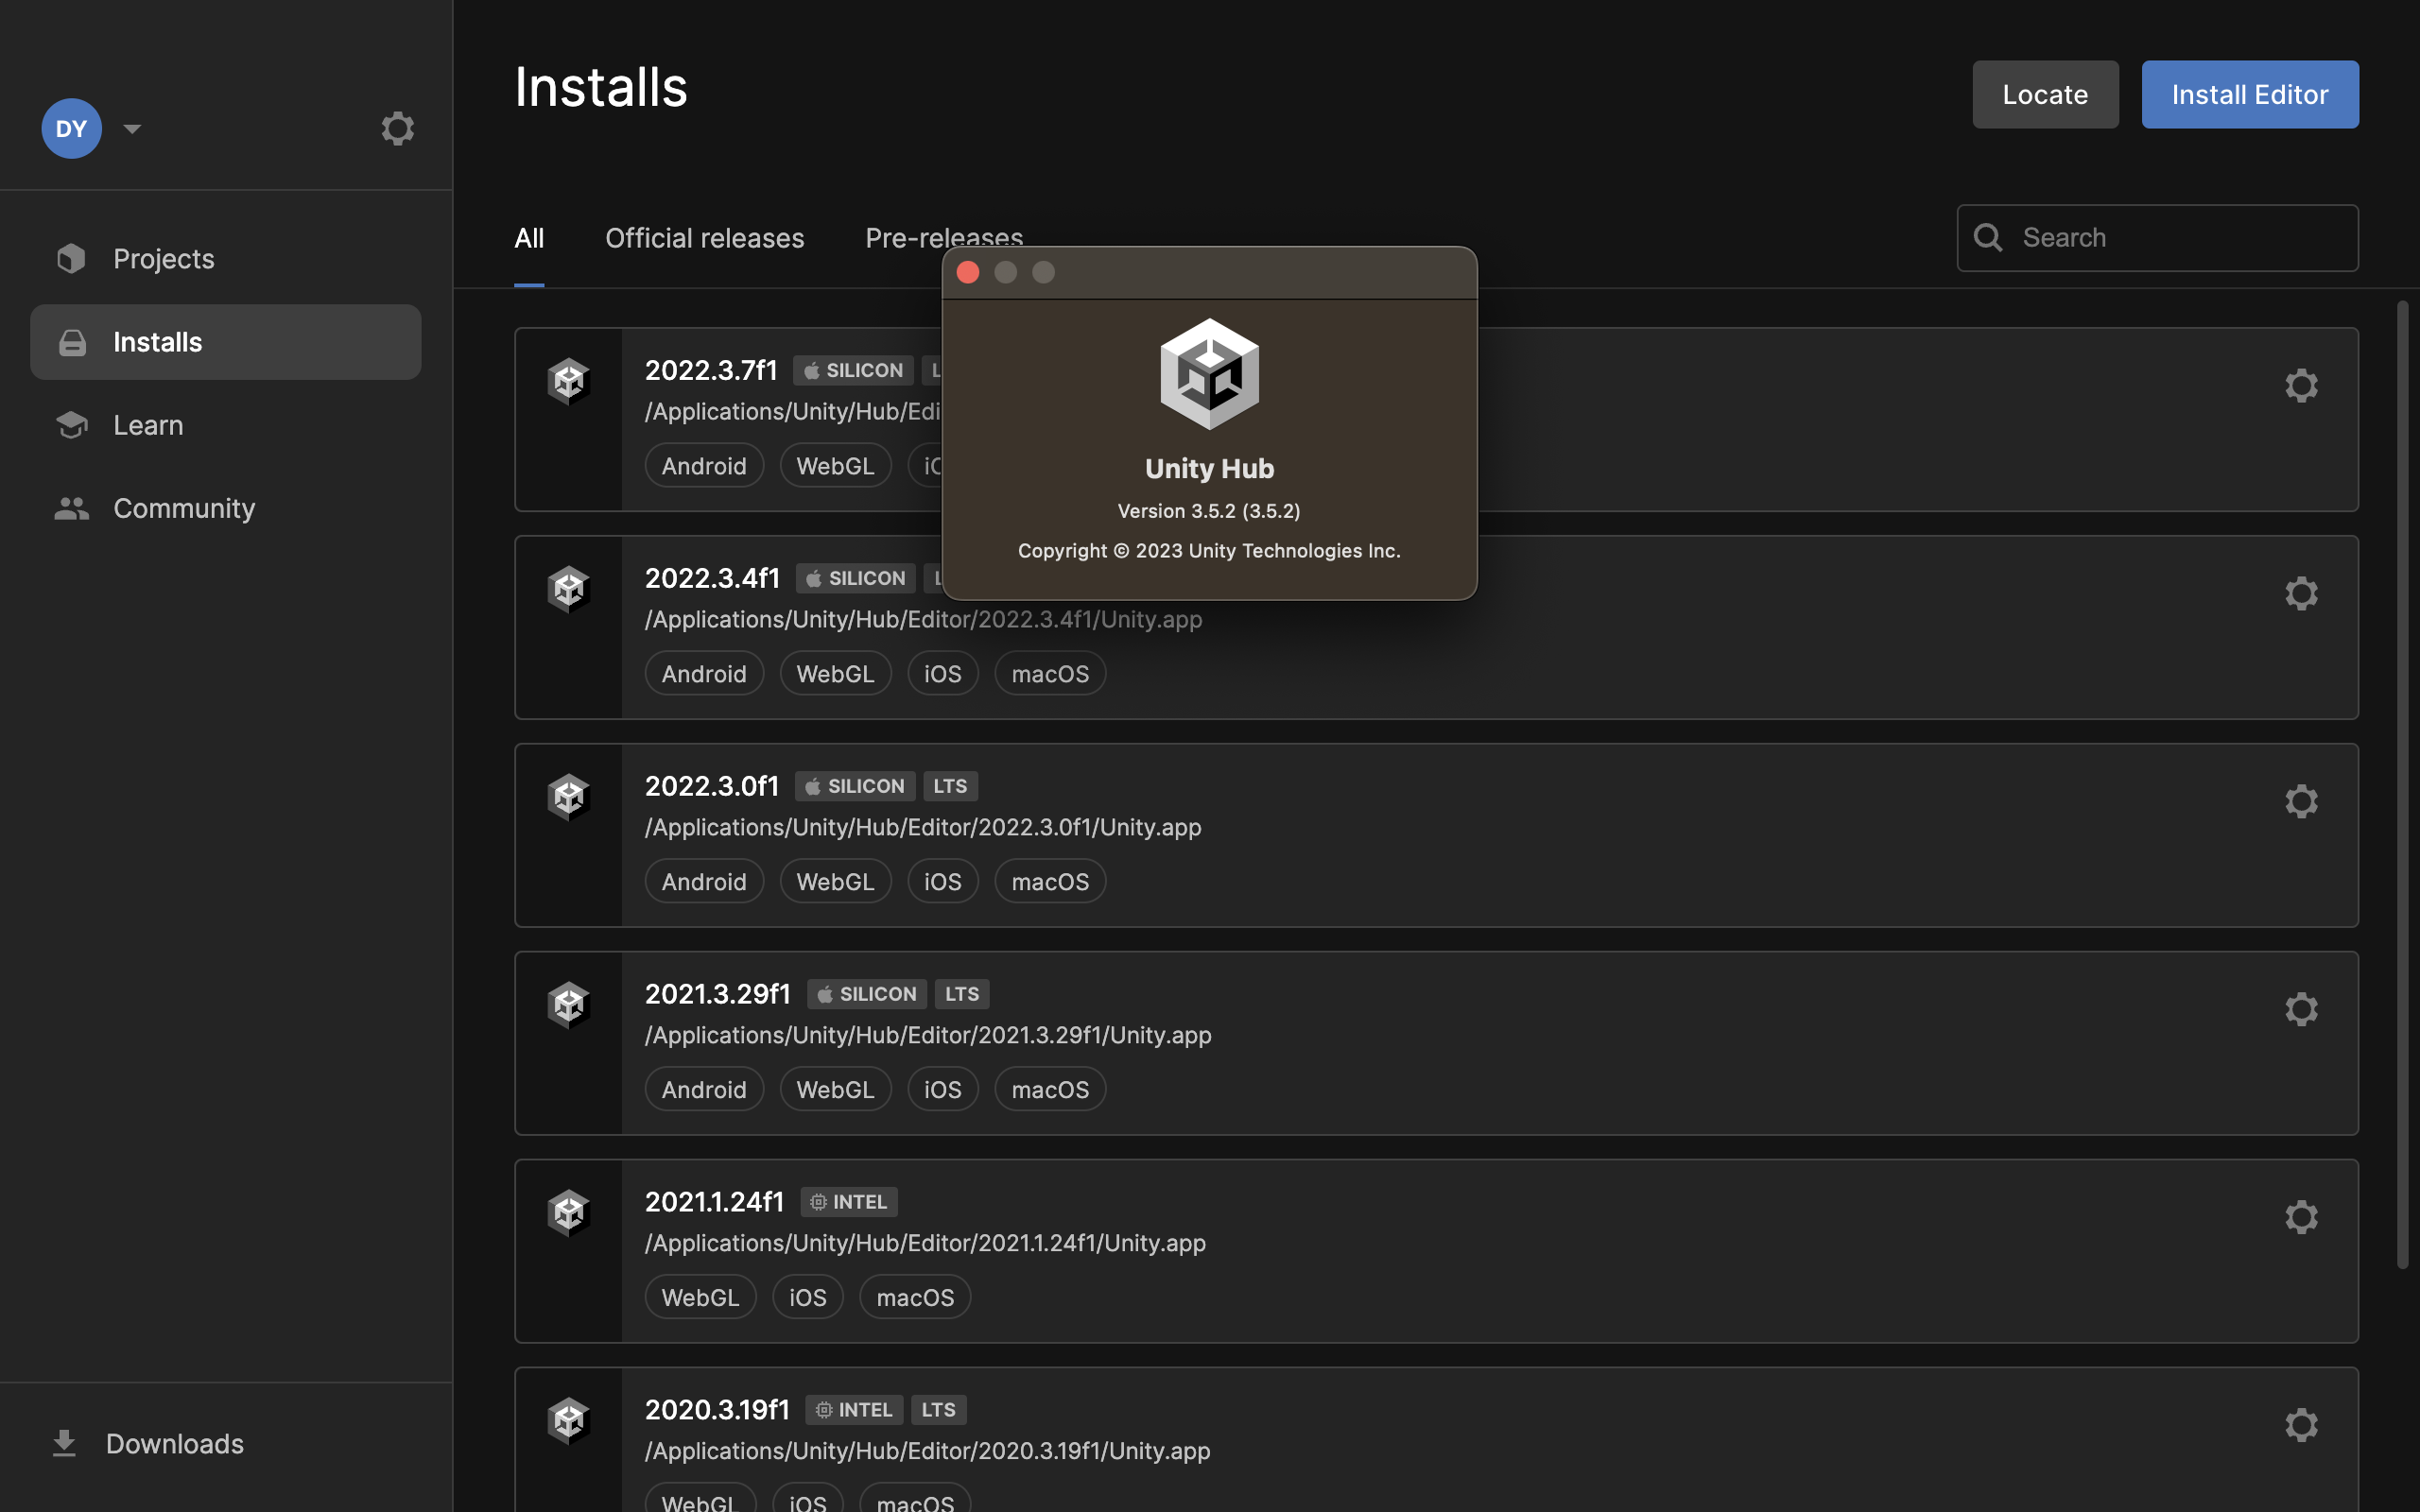 DY
Projects
Installs
Learn
Community
Downloads
Installs
Locate
Install Editor
All Official releases Pre-releases
Search
Unity Hub
Version 3.5.2 (3.5.2)
Copyright © 2023 Unity Technologies Inc.
2022.3.7f1 SILICON
/Applications/Unity/Hub/Edi
Android WebGL
2022.3.4f1 SILICON
/Applications/Unity/Hub/Editor/2022.3.4f1/Unity.app
Android WebGL iOS macOS
2022.3.0f1 SILICON LTS
/Applications/Unity/Hub/Editor/2022.3.0f1/Unity.app
Android WebGL iOS macOS
2021.3.29f1 SILICON LTS
/Applications/Unity/Hub/Editor/2021.3.29f1/Unity.app
Android WebGL iOS macOS
2021.1.24f1 INTEL
/Applications/Unity/Hub/Editor/2021.1.24f1/Unity.app
WebGL iOS macOS
2020.3.19f1 INTEL LTS
/Applications/Unity/Hub/Editor/2020.3.19f1/Unity.app
WebGL iOS macOS